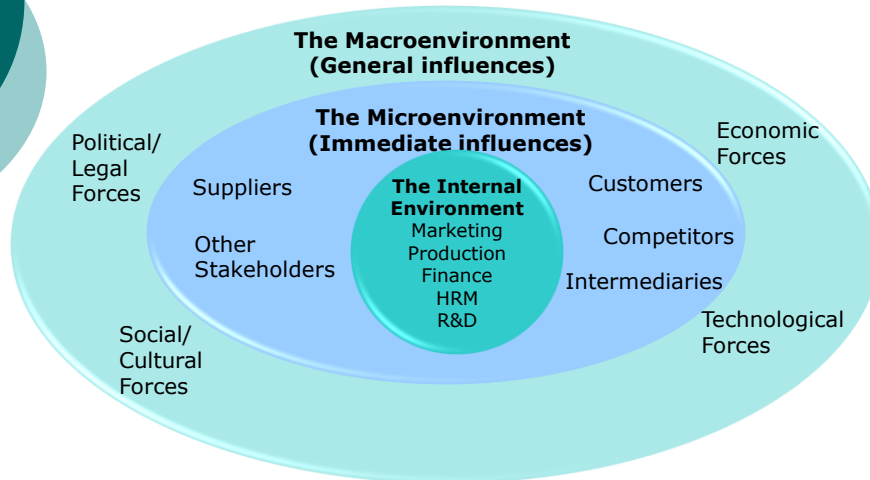 The Macroenvironment
(General influences)
The Microenvironment
(Immediate influences)
Political/
Legal
Forces
Economic
Forces
Suppliers
Customers
The Internal
Environment
Marketing
Production
Finance
HRM
R&D
Other
Stakeholders
Competitors
Intermediaries
Social/
Cultural
Forces
Technological
Forces